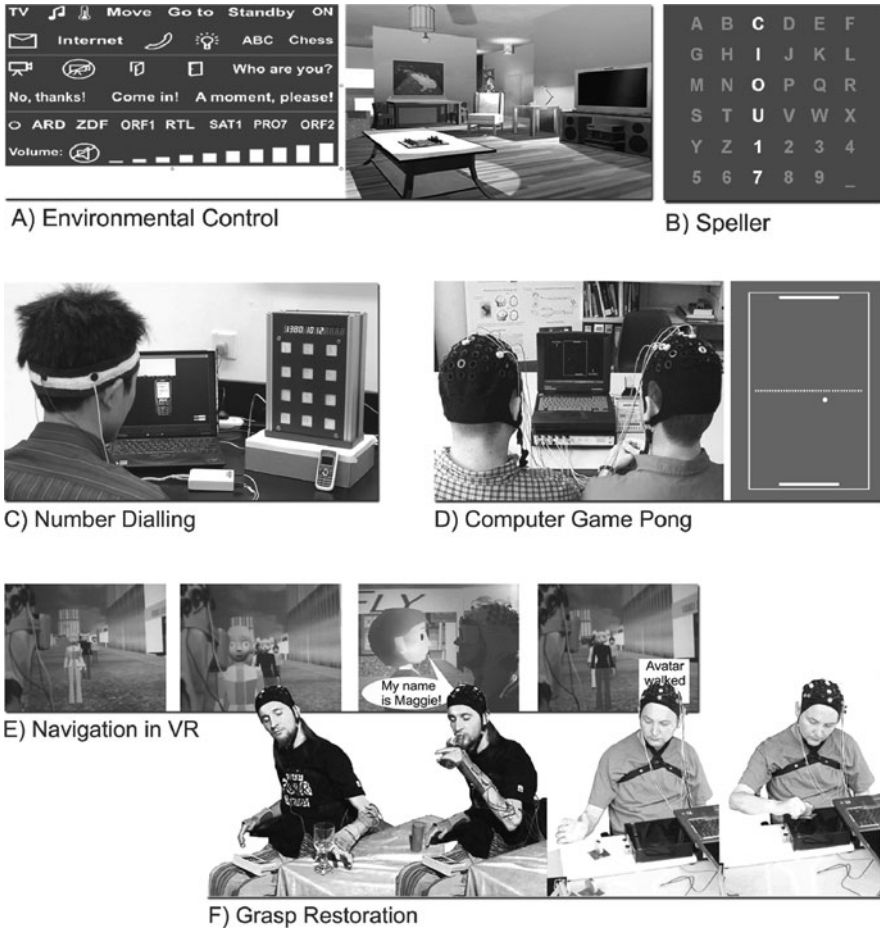 TV Move Go to Standby ON
Internet ABC Chess
Who are you?
No, thanks! Come in! A moment, please!
ARD ZDF ORF1 RTL SAT1 PRO7 ORF2
Volume:
A) Environmental Control
A B C D E F
G H I J K L
M N O P Q R
S T U V W X
Y Z 1 2 3 4
5 6 7 8 9 _
B) Speller
C) Number Dialling
D) Computer Game Pong
FLY
My name
is Maggie!
Avatar
walked
E) Navigation in VR
F) Grasp Restoration